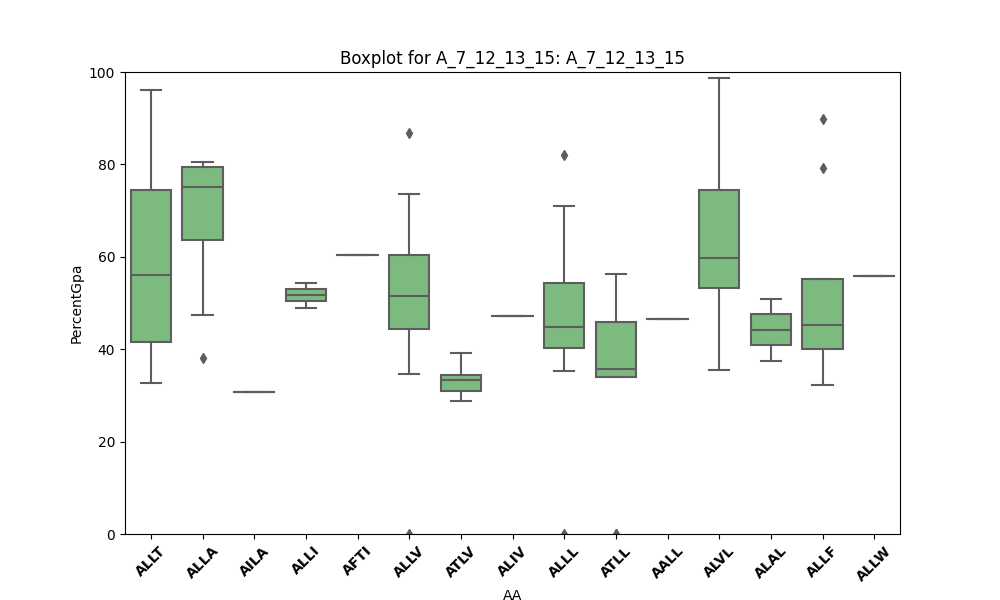 Boxplot for A_7_12_13_15: A_7_12_13_15
100
80
60
40
20
0
PercentGpa
ALLT ALLA AILA ALLI AFTI ALLV ATLV ALIV ALLL ATLL AALL ALVL ALAL ALLF ALLW
AA